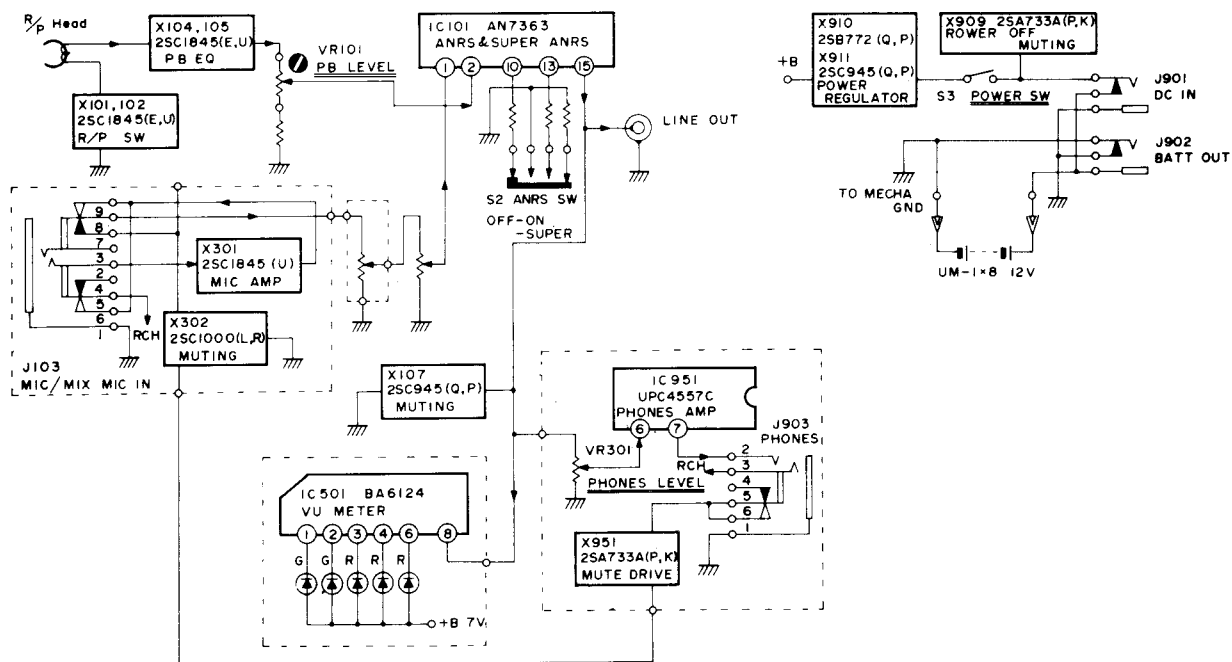 R/P Head
X104, 105
2SC1845(E,U)
PB EQ
VR101
PB LEVEL
X101, 102
2SC1845(E,U)
R/P SW
IC101 AN7363
ANRS & SUPER ANRS
1
2
10
13
15
LINE OUT
S2 ANRS SW
OFF-ON
-SUPER
X910
2SB772 (Q, P)
X911
2SC945(Q, P)
POWER
REGULATOR
+B
X909 2SA733A(P,K)
ROWER OFF
MUTING
S3
POWER SW
J901
DC IN
J902
BATT OUT
TO MECHA
GND
UM-1×8 12V
9
8
7
3
2
4
5
6
1
X301
2SC1845 (U)
MIC AMP
RCH
X302
2SC1000(L,R)
MUTING
J103
MIC/MIX MIC IN
X107
2SC945(Q,P)
MUTING
IC501 BA6124
VU METER
1
2
3
4
6
8
G
G
R
R
R
+B 7V
IC951
UPC4557C
PHONES AMP
6
7
VR301
PHONES LEVEL
RCH
J903
PHONES
2
3
4
5
6
1
X951
2SA733A(P,K)
MUTE DRIVE